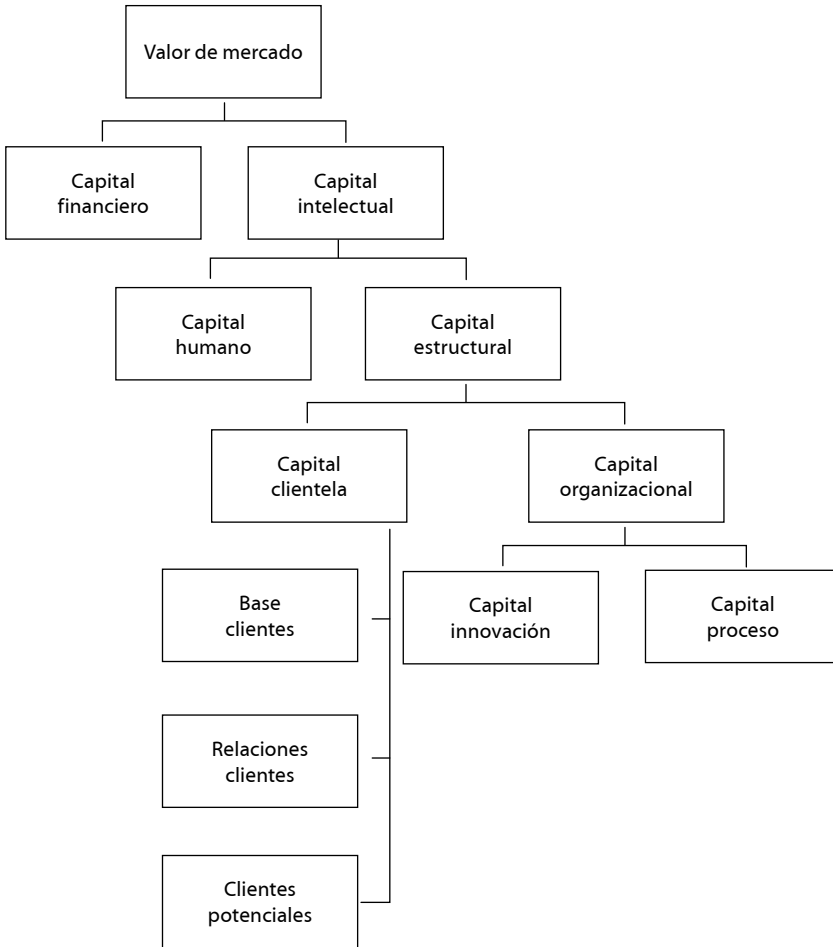 Valor de mercado
Capital
financiero
Capital
intelectual
Capital
humano
Capital
estructural
Capital
clientela
Capital
organizacional
Base
clientes
Capital
innovación
Capital
proceso
Relaciones
clientes
Clientes
potenciales